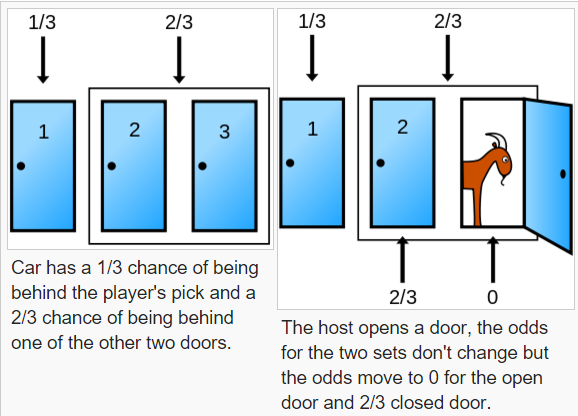 1/3 2/3
1 2 3
Car has a 1/3 chance of being
behind the player's pick and a
2/3 chance of being behind
one of the other two doors.
1/3 2/3
1 2
2/3 0
The host opens a door, the odds
for the two sets don't change but
the odds move to 0 for the open
door and 2/3 closed door.